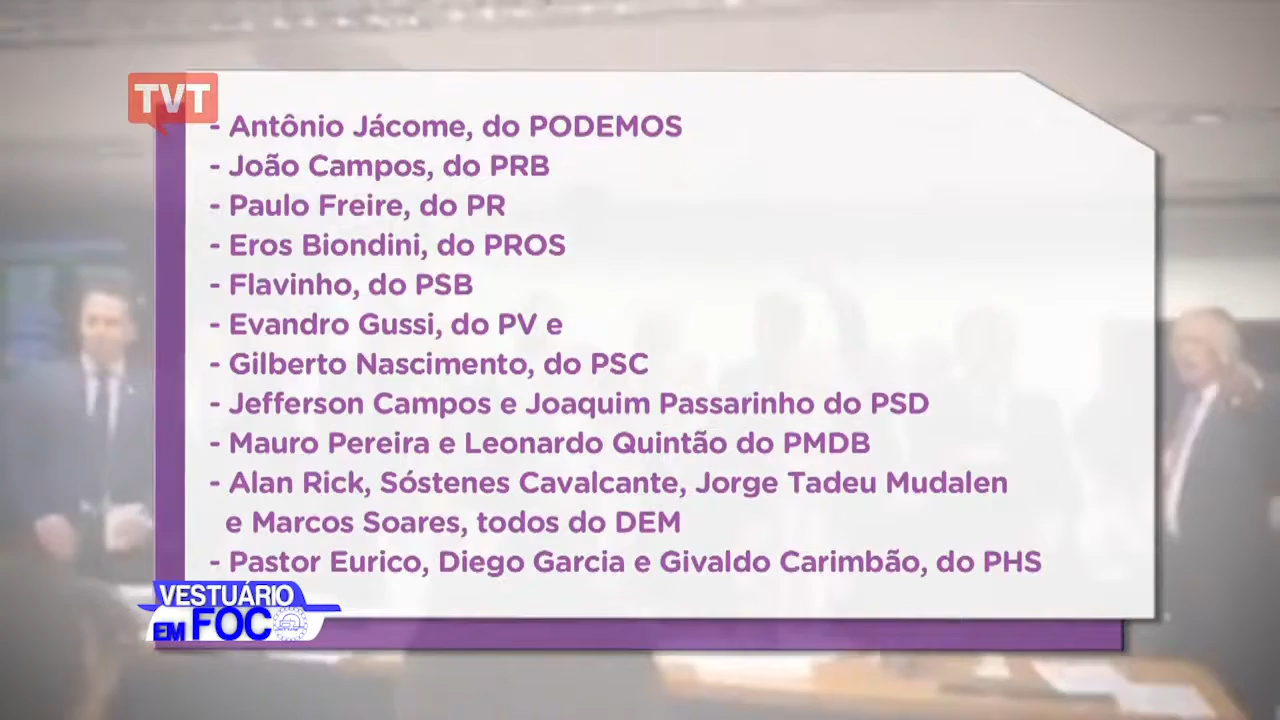 TVT
- Antônio Jácome, do PODEMOS
- João Campos, do PRB
- Paulo Freire, do PR
- Eros Biondini, do PROS
- Flavinho, do PSB
- Evandro Gussi, do PV e
- Gilberto Nascimento, do PSC
- Jefferson Campos e Joaquim Passarinho do PSD
- Mauro Pereira e Leonardo Quintão do PMDB
- Alan Rick, Sóstenes Cavalcante, Jorge Tadeu Mudalen
e Marcos Soares, todos do DEM
- Pastor Eurico, Diego Garcia e Givaldo Carimbão, do PHS
VESTUÁRIO
EM FOCO